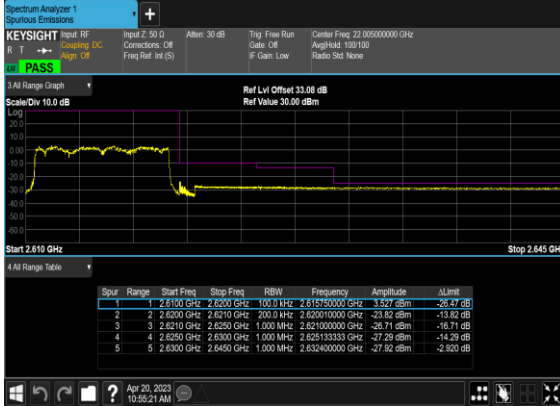 Spectrum Analyzer 1
Spurious Emissions
KEYSIGHT Input: RF Input Z: 50 Ω Atten: 30 dB Trig: Free Run Center Freq: 22.005000000 GHz
R T Coupling: DC Corrections: Off Gate: Off Avg|Hold: 100/100
Align: Off Freq Ref: Int (S) IF Gain: Low Radio Std: None
PASS
3 All Range Graph
Ref Lvl Offset 33.08 dB
Scale/Div 10.0 dB Ref Value 30.00 dBm
Log
20.0
10.0
0.00
-10.0
-20.0
-30.0
-40.0
-50.0
-60.0
Start 2.610 GHz Stop 2.645 GH
4 All Range Table
Spur Range Start Freq Stop Freq RBW Frequency Amplitude ΔLimit
1 1 2.6100 GHz 2.6200 GHz 100.0 kHz 2.615750000 GHz 3.527 dBm -26.47 dB
2 2 2.6200 GHz 2.6210 GHz 200.0 kHz 2.620010000 GHz -23.82 dBm -13.82 dB
3 3 2.6210 GHz 2.6250 GHz 1.000 MHz 2.621000000 GHz -26.71 dBm -16.71 dB
4 4 2.6250 GHz 2.6300 GHz 1.000 MHz 2.625133333 GHz -27.29 dBm -14.29 dB
5 5 2.6300 GHz 2.6450 GHz 1.000 MHz 2.632400000 GHz -27.92 dBm -2.920 dB
Apr 20, 2023
10:55:21 AM